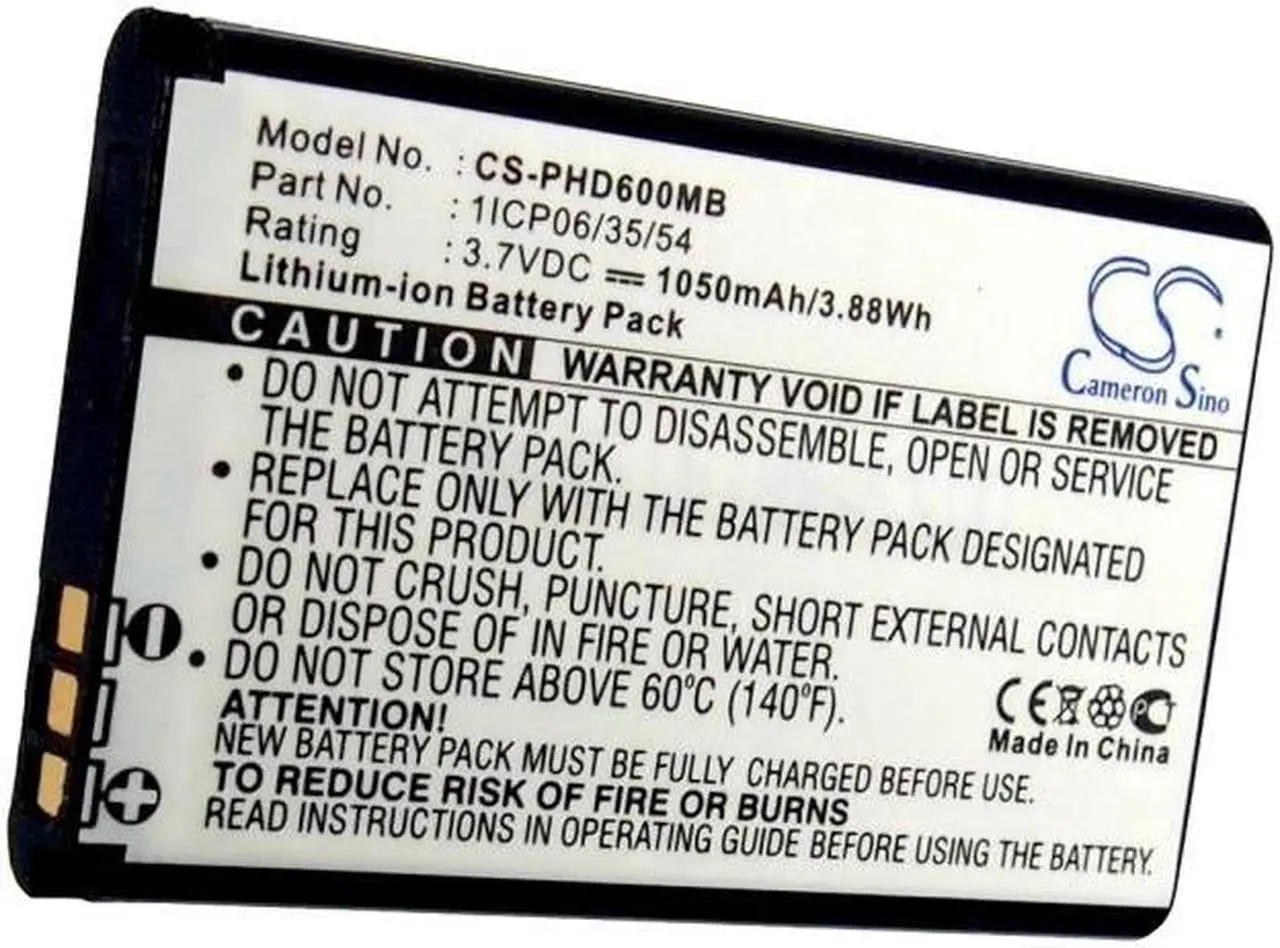 Model No. : CS-PHD600MB
Part No. : 1ICP06/35/54
Rating : 3.7VDC ⎓ 1050mAh/3.88Wh
Lithium-ion Battery Pack
CS
Cameron Sino
CAUTION WARRANTY VOID IF LABEL IS REMOVED
• DO NOT ATTEMPT TO DISASSEMBLE, OPEN OR SERVICE
THE BATTERY PACK.
• REPLACE ONLY WITH THE BATTERY PACK DESIGNATED
FOR THIS PRODUCT.
• DO NOT CRUSH, PUNCTURE, SHORT EXTERNAL CONTACTS
OR DISPOSE OF IN FIRE OR WATER.
• DO NOT STORE ABOVE 60°C (140°F).
CE
Made In China
ATTENTION!
NEW BATTERY PACK MUST BE FULLY CHARGED BEFORE USE.
TO REDUCE RISK OF FIRE OR BURNS
READ INSTRUCTIONS IN OPERATING GUIDE BEFORE USING THE BATTERY.